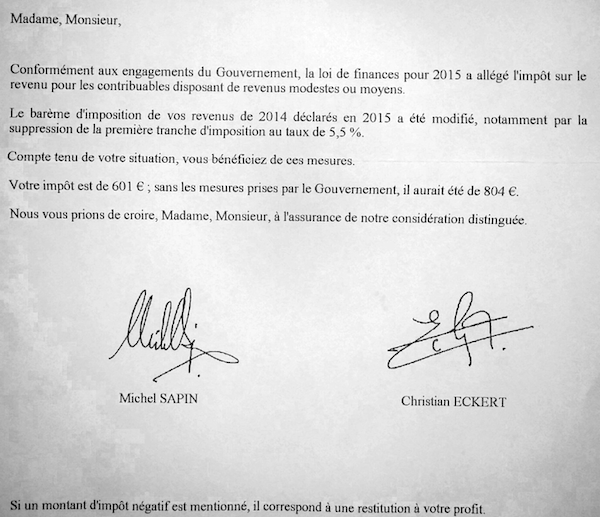 Madame, Monsieur,
Conformément aux engagements du Gouvernement, la loi de finances pour 2015 a allégé l'impôt sur le
revenu pour les contribuables disposant de revenus modestes ou moyens.
Le barème d'imposition de vos revenus de 2014 déclarés en 2015 a été modifié, notamment par la
suppression de la première tranche d'imposition au taux de 5,5 %.
Compte tenu de votre situation, vous bénéficiez de ces mesures.
Votre impôt est de 601 € ; sans les mesures prises par le Gouvernement, il aurait été de 804 €.
Nous vous prions de croire, Madame, Monsieur, à l'assurance de notre considération distinguée.
Michel SAPIN
Christian ECKERT
Si un montant d'impôt négatif est mentionné, il correspond à une restitution à votre profit.